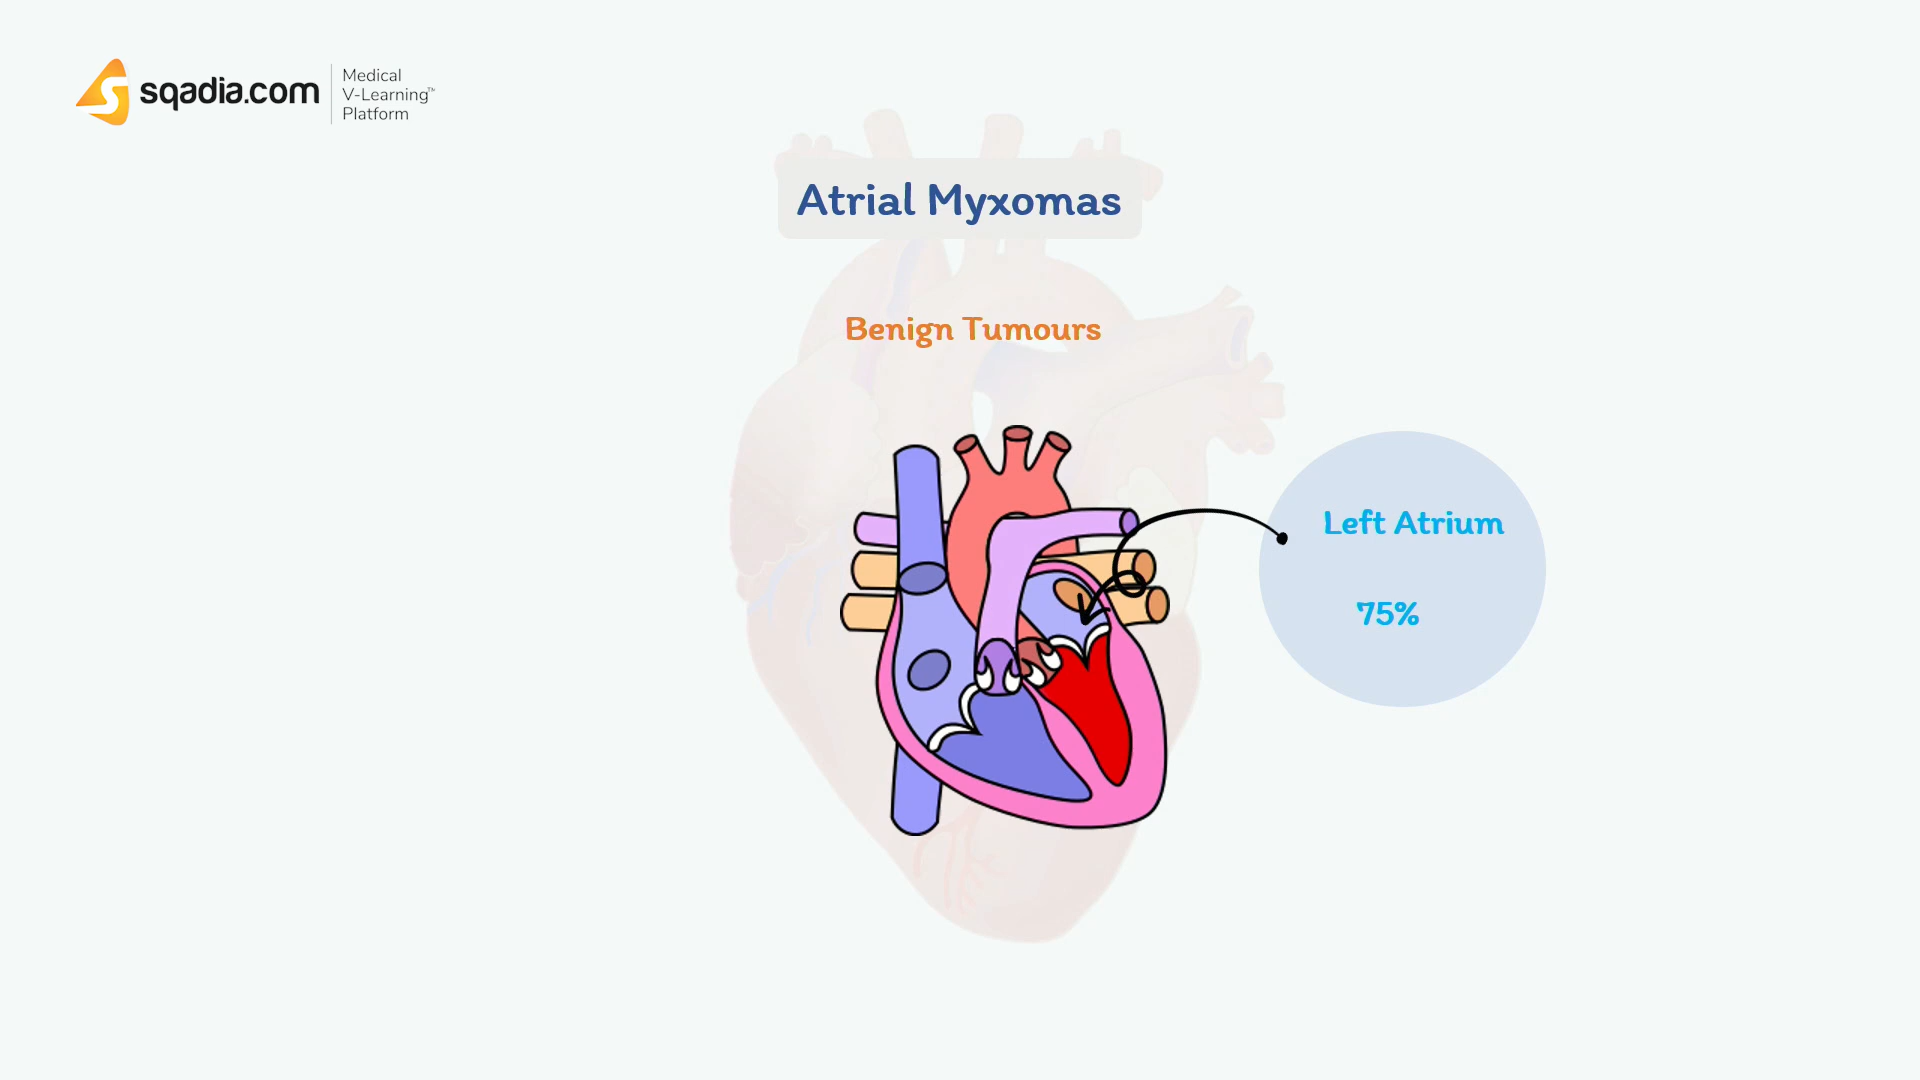 sqadia.com
Medical
V-Learning™
Platform
Atrial Myxomas
Benign Tumours
Left Atrium
75%